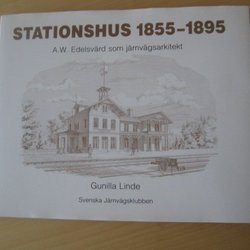 STATIONSHUS 1855-1895
A.W. Edelsvärd som järnvägsarkitekt
Gunilla Linde
Svenska Järnvägsklubben